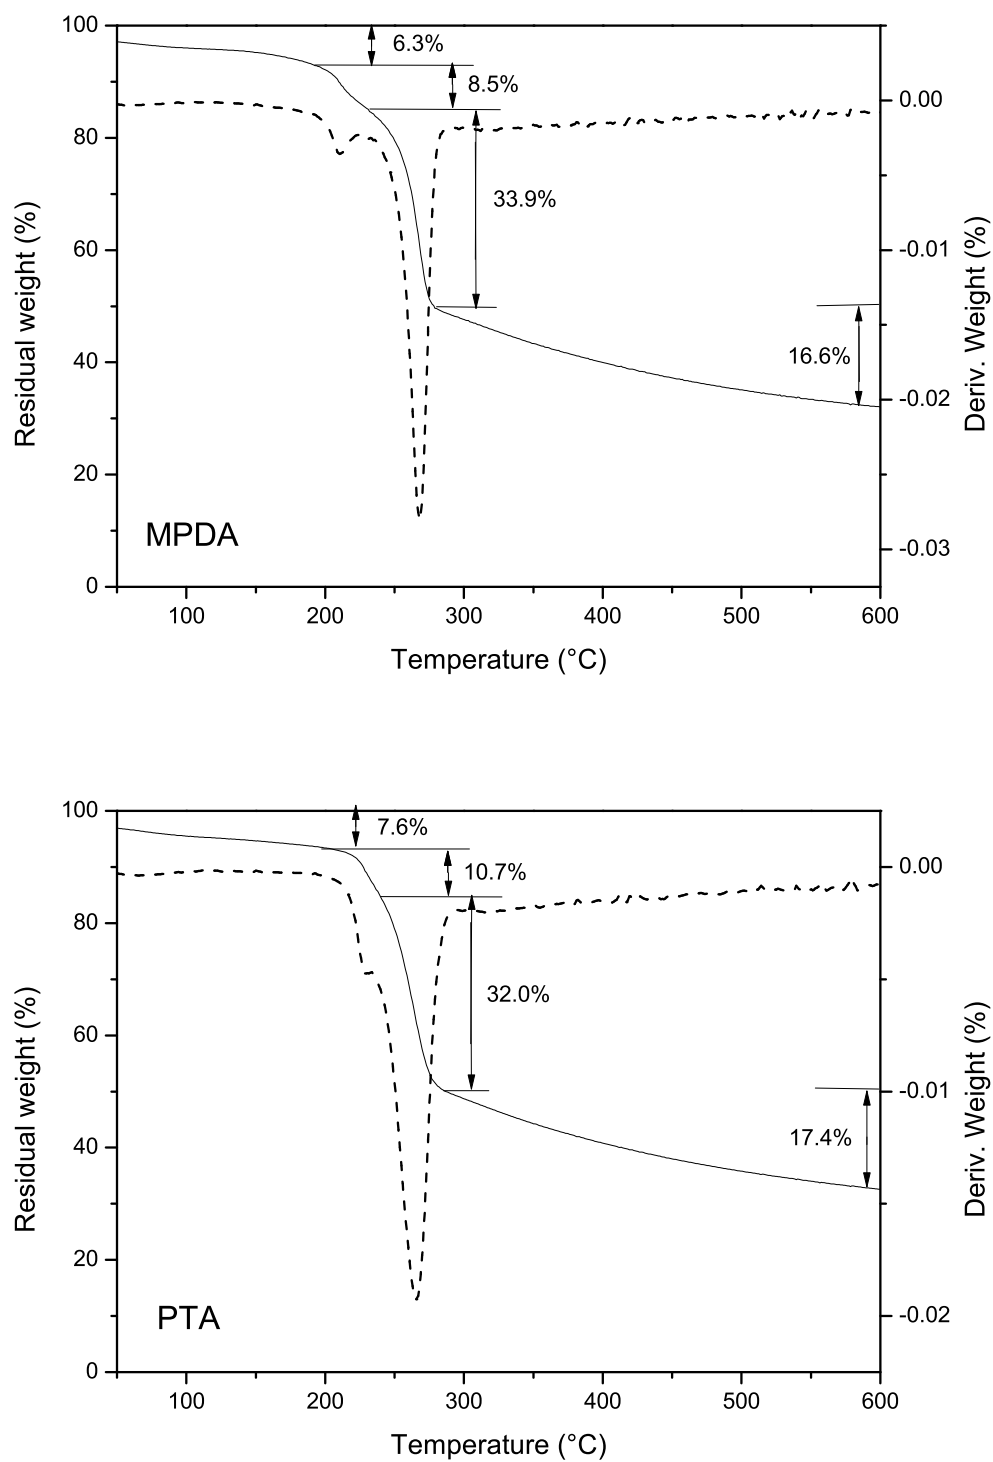 100
6.3%
8.5%
0.00
80
33.9%
60
-0.01
Residual weight (%)
Deriv. Weight (%)
16.6%
40
-0.02
20
MPDA
-0.03
0
100 200 300 400 500 600
Temperature (°C)
100
7.6%
10.7%
0.00
80
32.0%
60
-0.01
Residual weight (%)
Deriv. Weight (%)
17.4%
40
20
PTA
-0.02
0
100 200 300 400 500 600
Temperature (°C)